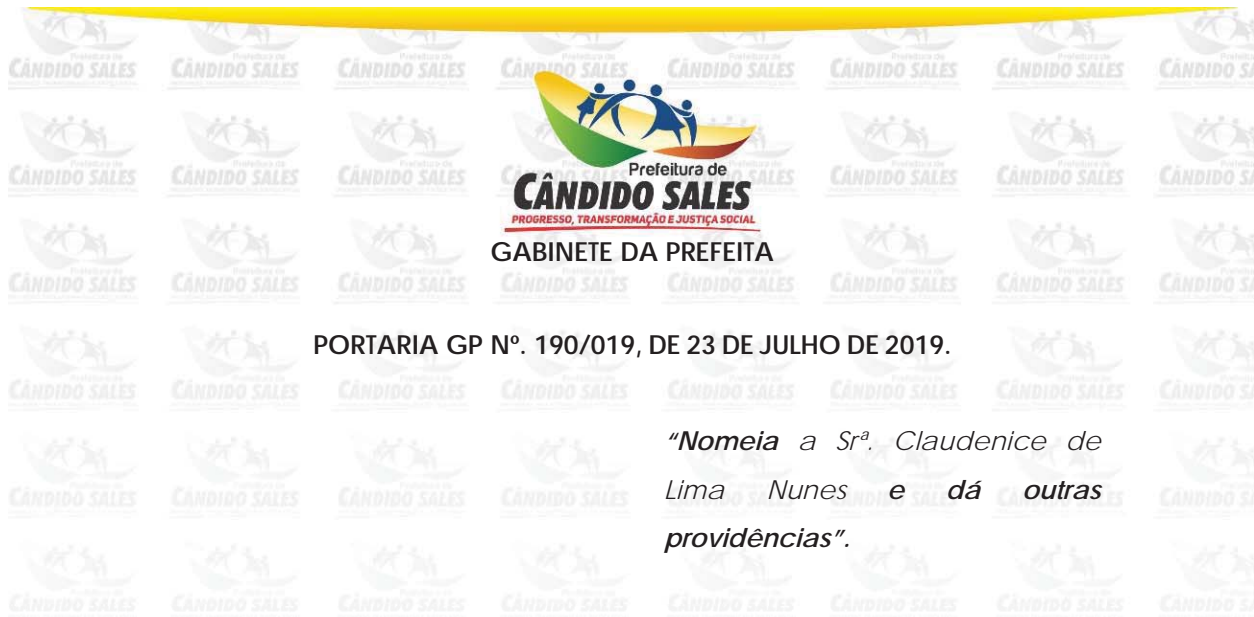 Prefeitura de
CÂNDIDO SALES
PROGRESSO, TRANSFORMAÇÃO E JUSTIÇA SOCIAL
GABINETE DA PREFEITA
PORTARIA GP Nº. 190/019, DE 23 DE JULHO DE 2019.
“Nomeia a Srª. Claudenice de
Lima Nunes e dá outras
providências”.